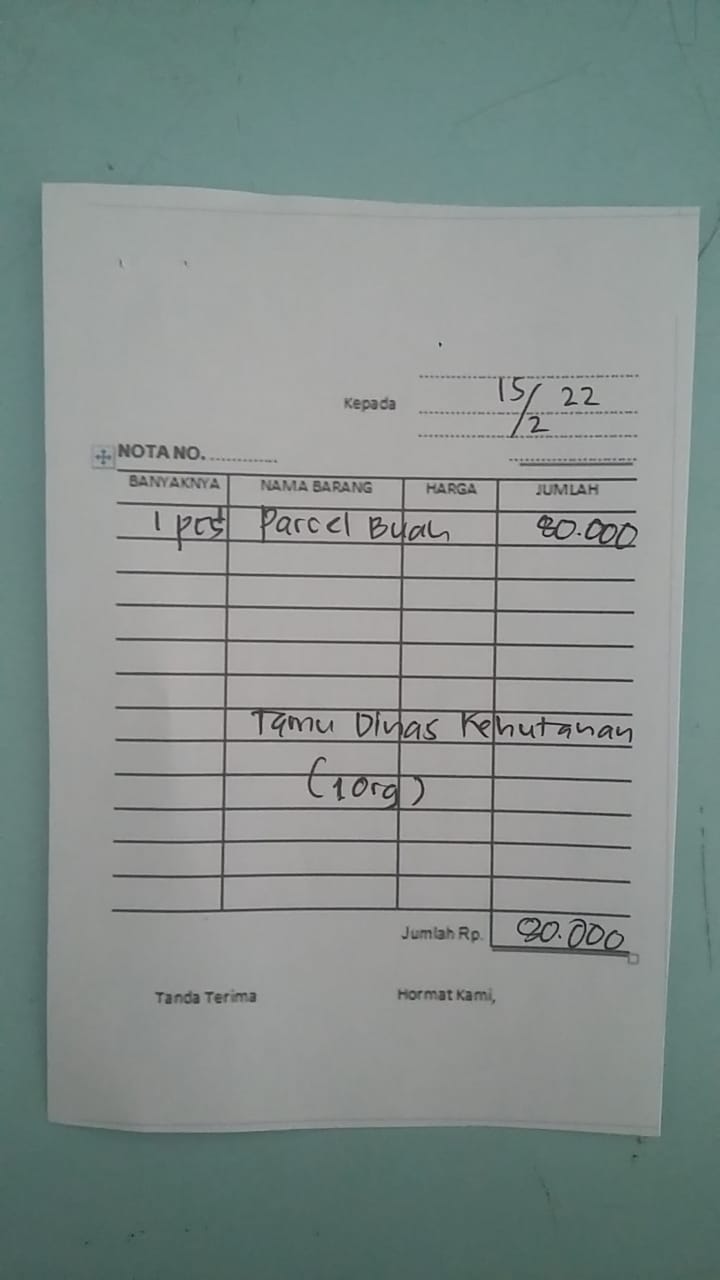 15/2 22
Kepada
NOTA NO. ..............
BANYAKNYA NAMA BARANG HARGA JUMLAH
1 pcs Parcel Buah 80.000
Tamu Dinas Kehutanan
(1 org)
Jumlah Rp. 80.000
Tanda Terima Hormat Kami,